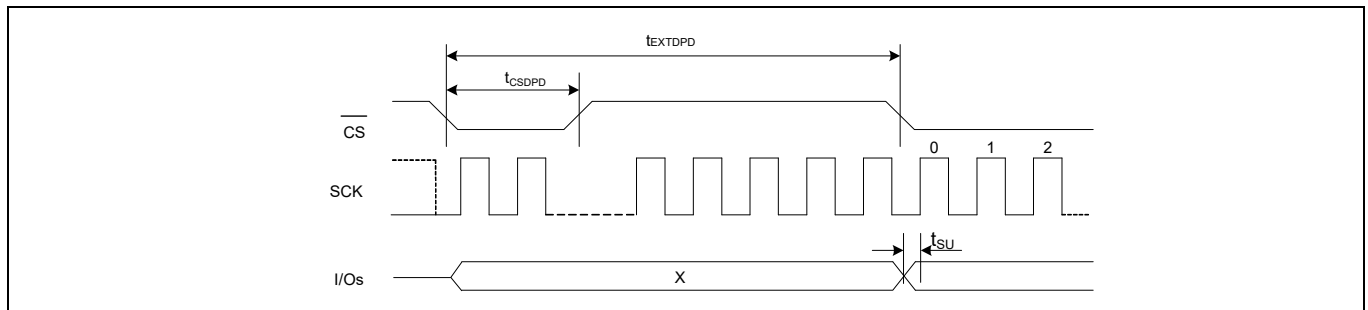 tEXTDPD
tCSDPD
CS
0 1 2
SCK
tSU
I/Os
X